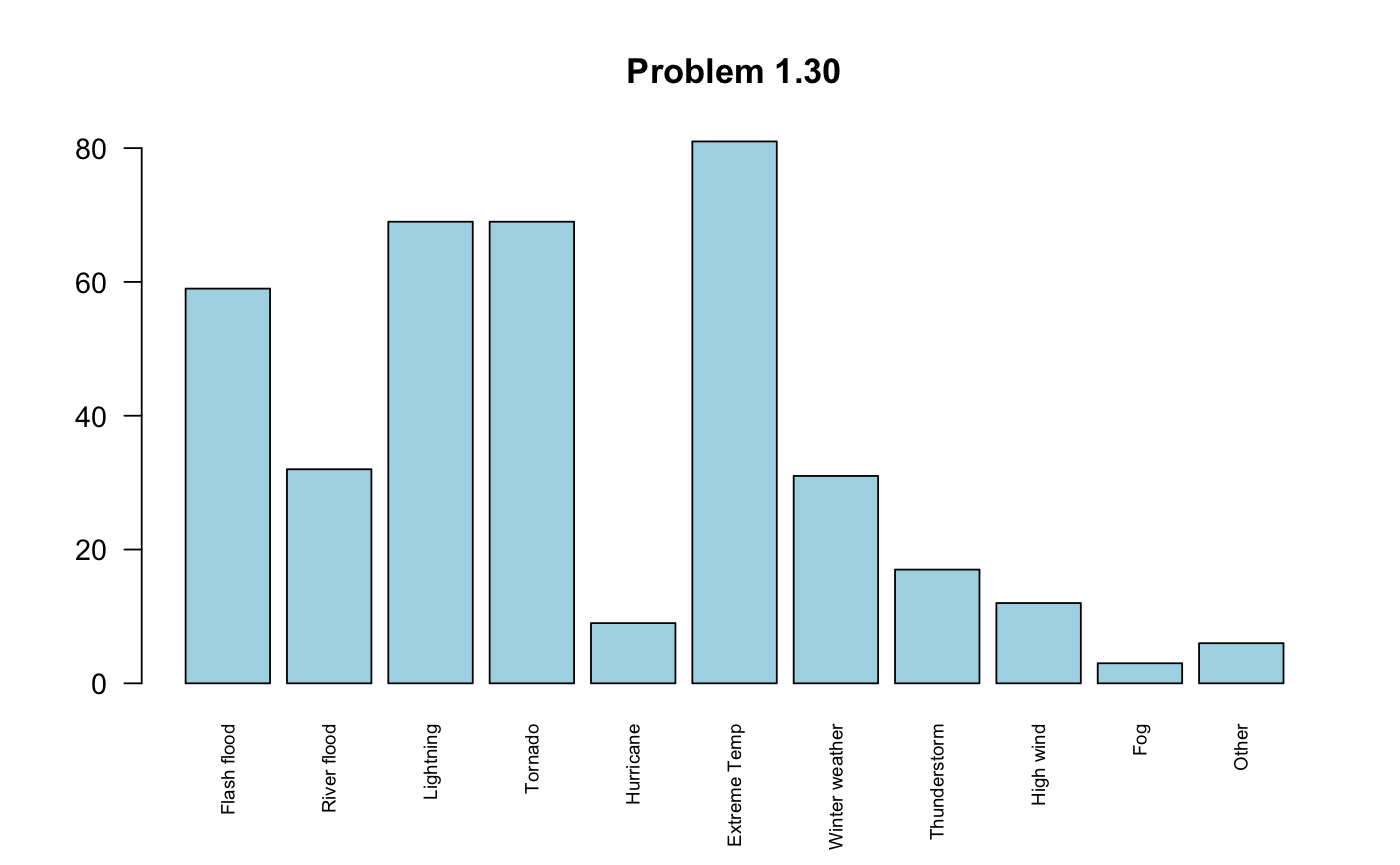 Problem 1.30
80
60
40
20
0
Flash flood
River flood
Lightning
Tornado
Hurricane
Extreme Temp
Winter weather
Thunderstorm
High wind
Fog
Other